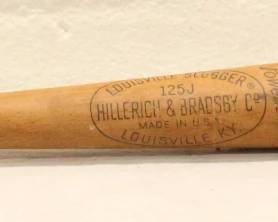 LOUISVILLE SLUGGER
125J
HILLERICH & BRADSBY Cº
MADE IN U.S.A.
LOUISVILLE KY.